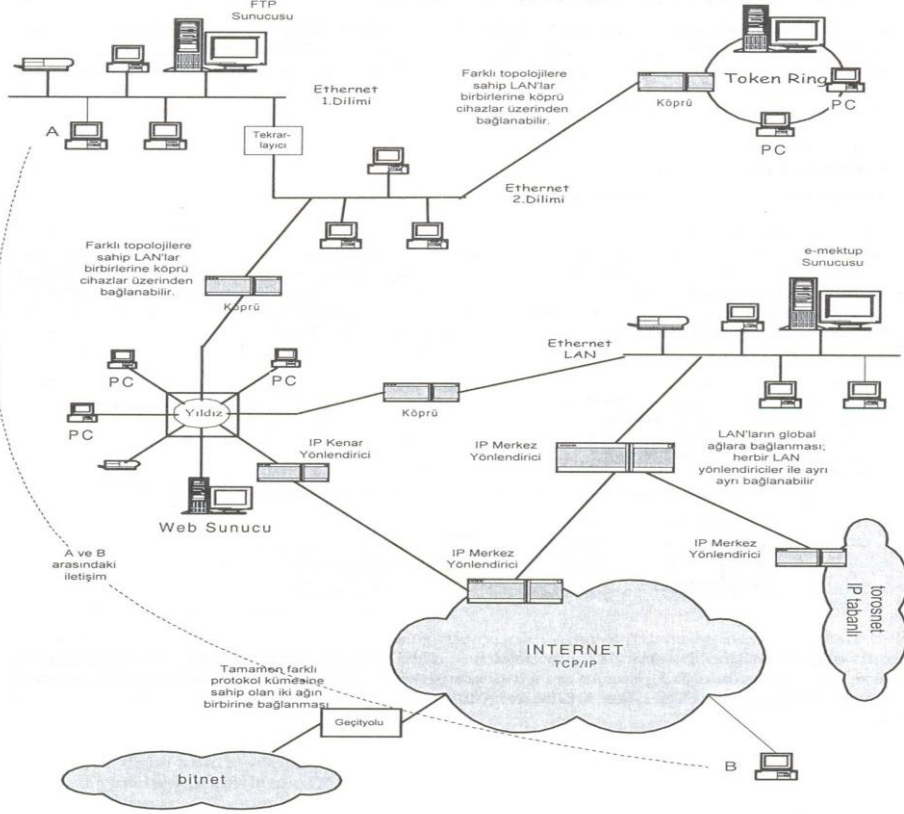 FTP
Sunucusu
Ethernet
1.Dilimi
A
Tekrar-
layıcı
Farklı topolojilere
sahip LAN'lar
birbirlerine köprü
cihazlar üzerinden
bağlanabilir.
Köprü
Token Ring
PC
PC
Ethernet
2.Dilimi
Farklı topolojilere
sahip LAN'lar
birbirlerine köprü
cihazlar üzerinden
bağlanabilir.
Köprü
e-mektup
Sunucusu
Ethernet
LAN
PC
PC
PC
Yıldız
Köprü
IP Kenar
Yönlendirici
Web Sunucu
IP Merkez
Yönlendirici
LAN'ların global
ağlara bağlanması;
herbir LAN
yönlendiriciler ile ayrı
ayrı bağlanabilir
A ve B
arasındaki
iletişim
IP Merkez
Yönlendirici
IP Merkez
Yönlendirici
torosnet
IP tabanlı
INTERNET
TCP/IP
Tamamen farklı
protokol kümesine
sahip olan iki ağın
birbirine bağlanması
Geçityolu
bitnet
B